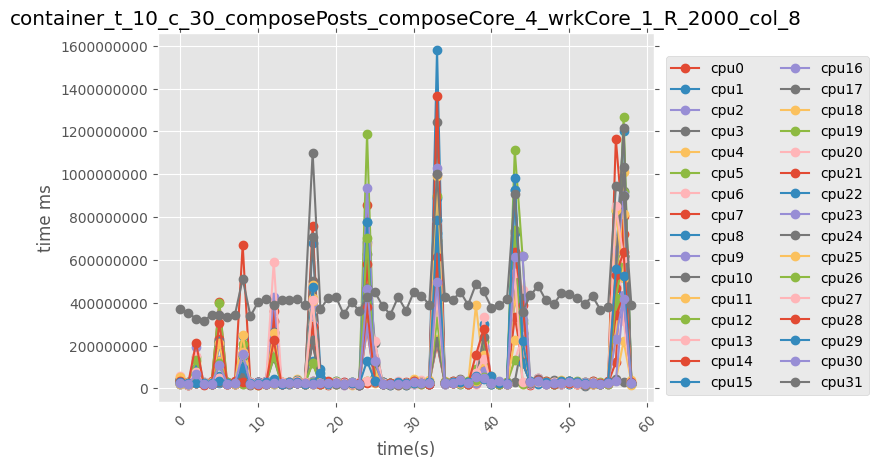 container_t_10_c_30_composePosts_composeCore_4_wrkCore_1_R_2000_col_8
1600000000
1400000000
1200000000
1000000000
800000000
600000000
400000000
200000000
0
time ms
0
10
20
30
40
50
60
time(s)
cpu0
cpu1
cpu2
cpu3
cpu4
cpu5
cpu6
cpu7
cpu8
cpu9
cpu10
cpu11
cpu12
cpu13
cpu14
cpu15
cpu16
cpu17
cpu18
cpu19
cpu20
cpu21
cpu22
cpu23
cpu24
cpu25
cpu26
cpu27
cpu28
cpu29
cpu30
cpu31